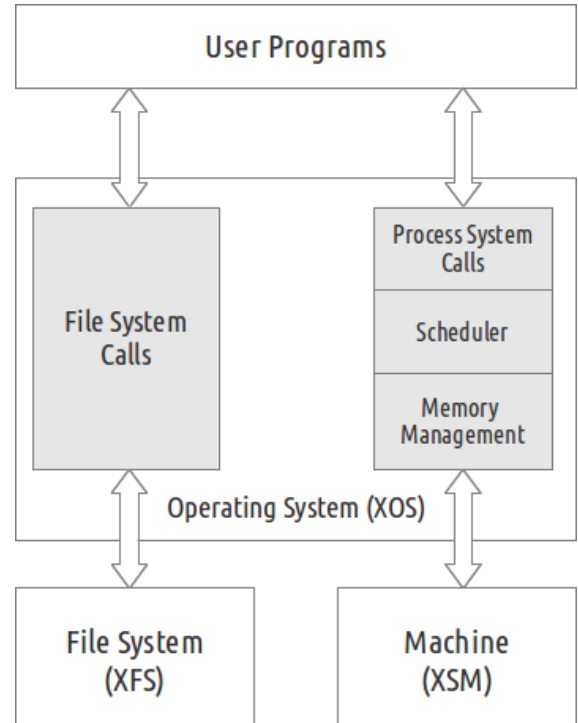 User Programs
File System
Calls
Process System
Calls
Scheduler
Memory
Management
Operating System (XOS)
File System
(XFS)
Machine
(XSM)